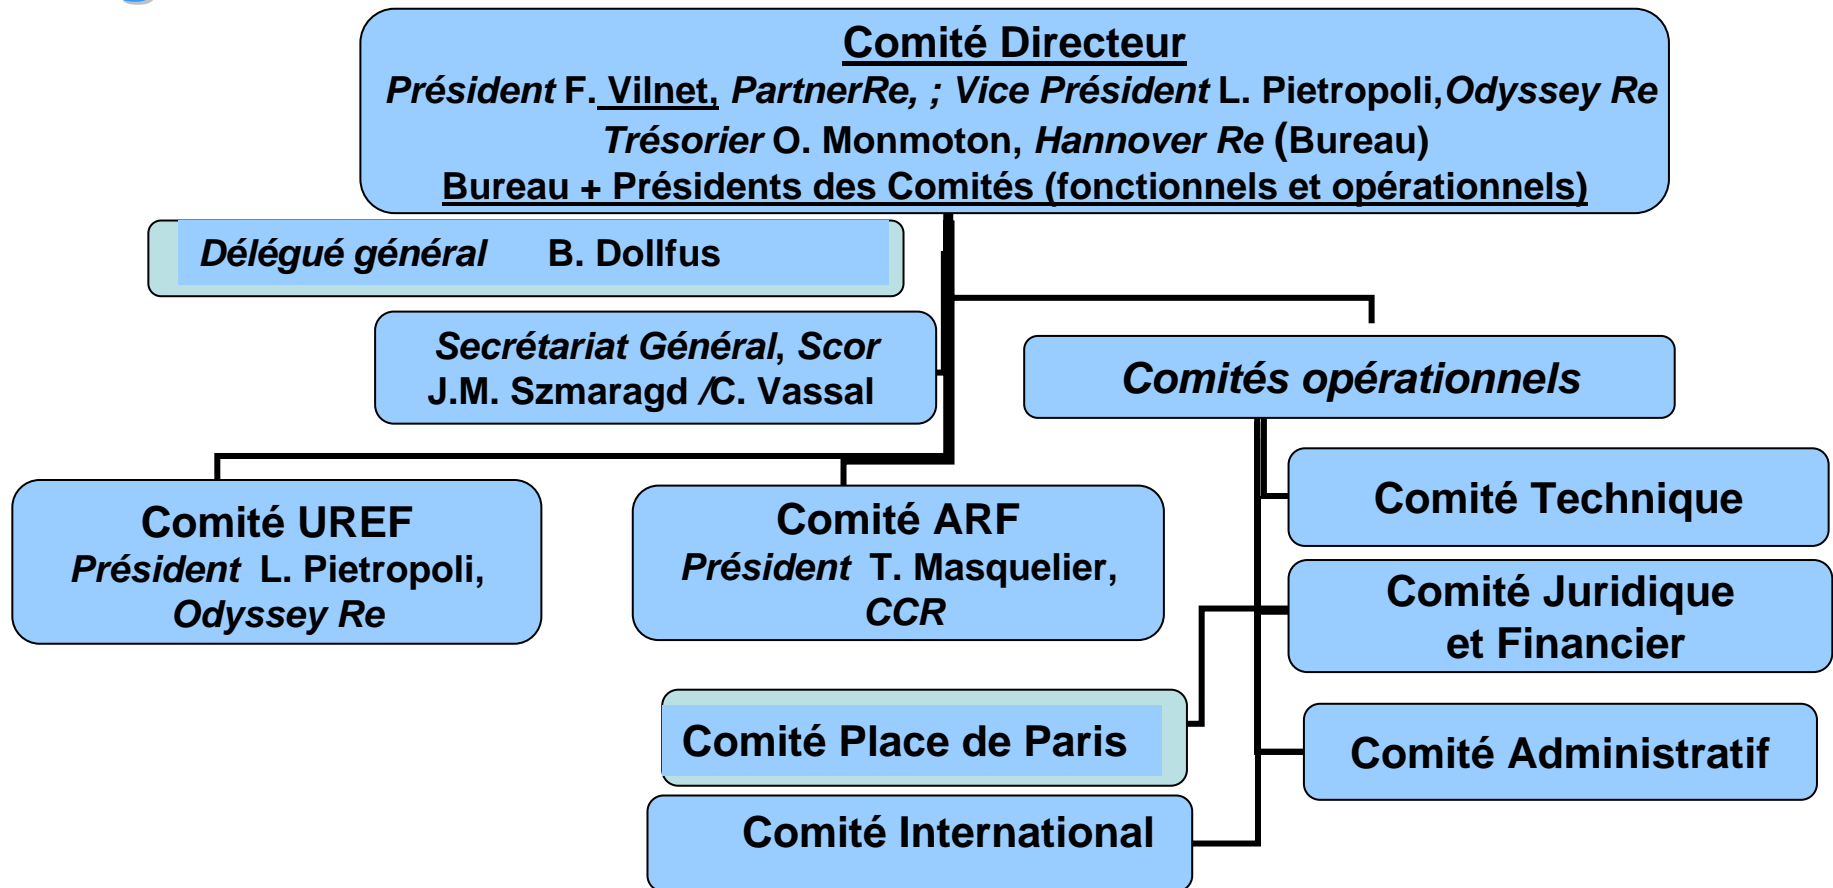 Comité Directeur
Président F. Vilnet, PartnerRe, ; Vice Président L. Pietropoli,Odyssey Re
Trésorier O. Monmoton, Hannover Re (Bureau)
Bureau + Présidents des Comités (fonctionnels et opérationnels)
Délégué général B. Dollfus
Secrétariat Général, Scor
J.M. Szmaragd /C. Vassal
Comités opérationnels
Comité UREF
Président L. Pietropoli,
Odyssey Re
Comité ARF
Président T. Masquelier,
CCR
Comité Technique
Comité Juridique
et Financier
Comité Place de Paris
Comité Administratif
Comité International